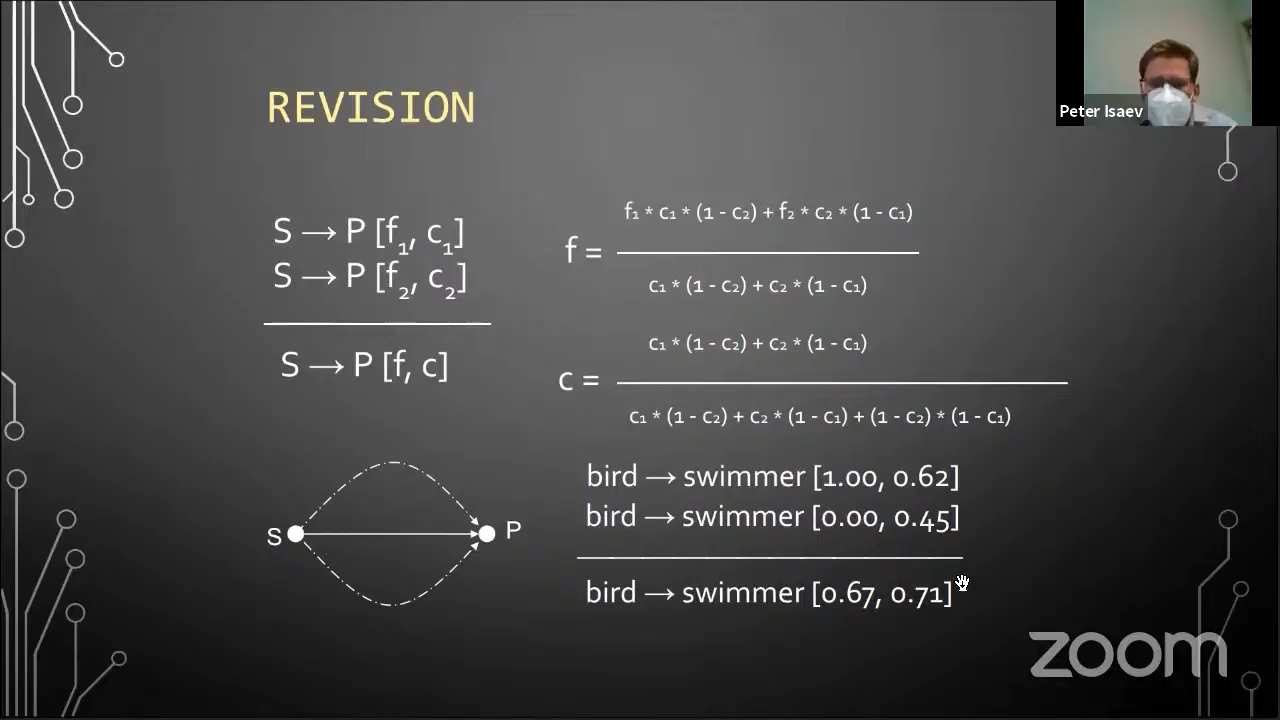 REVISION
Peter Isaev
S → P [f₁, c₁]
S → P [f₂, c₂]
S → P [f, c]
f =
f₁ * c₁ * (1 - c₂) + f₂ * c₂ * (1 - c₁)
c₁ * (1 - c₂) + c₂ * (1 - c₁)
c =
c₁ * (1 - c₂) + c₂ * (1 - c₁)
c₁ * (1 - c₂) + c₂ * (1 - c₁) + (1 - c₂) * (1 - c₁)
S
P
bird → swimmer [1.00, 0.62]
bird → swimmer [0.00, 0.45]
bird → swimmer [0.67, 0.71]
zoom